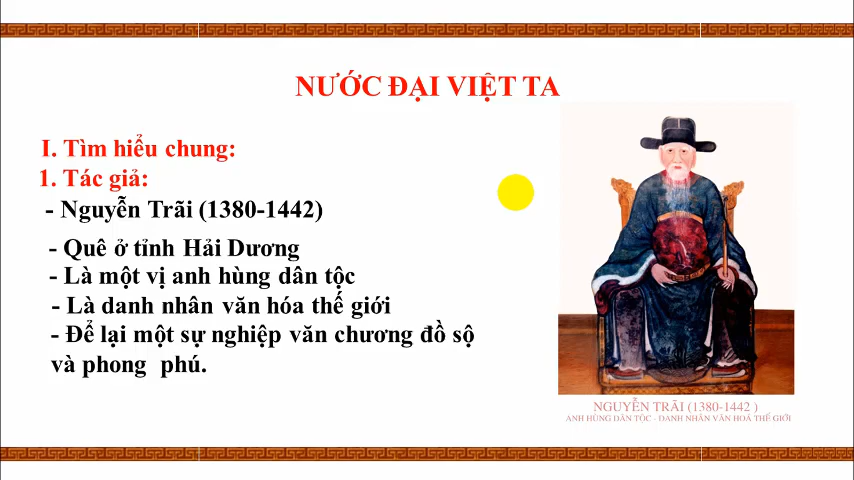 NƯỚC ĐẠI VIỆT TA
I. Tìm hiểu chung:
1. Tác giả:
- Nguyễn Trãi (1380-1442)
- Quê ở tỉnh Hải Dương
- Là một vị anh hùng dân tộc
- Là danh nhân văn hóa thế giới
- Để lại một sự nghiệp văn chương đồ sộ
và phong phú.
NGUYỄN TRÃI (1380-1442 )
ANH HÙNG DÂN TỘC - DANH NHÂN VĂN HOÁ THẾ GIỚI